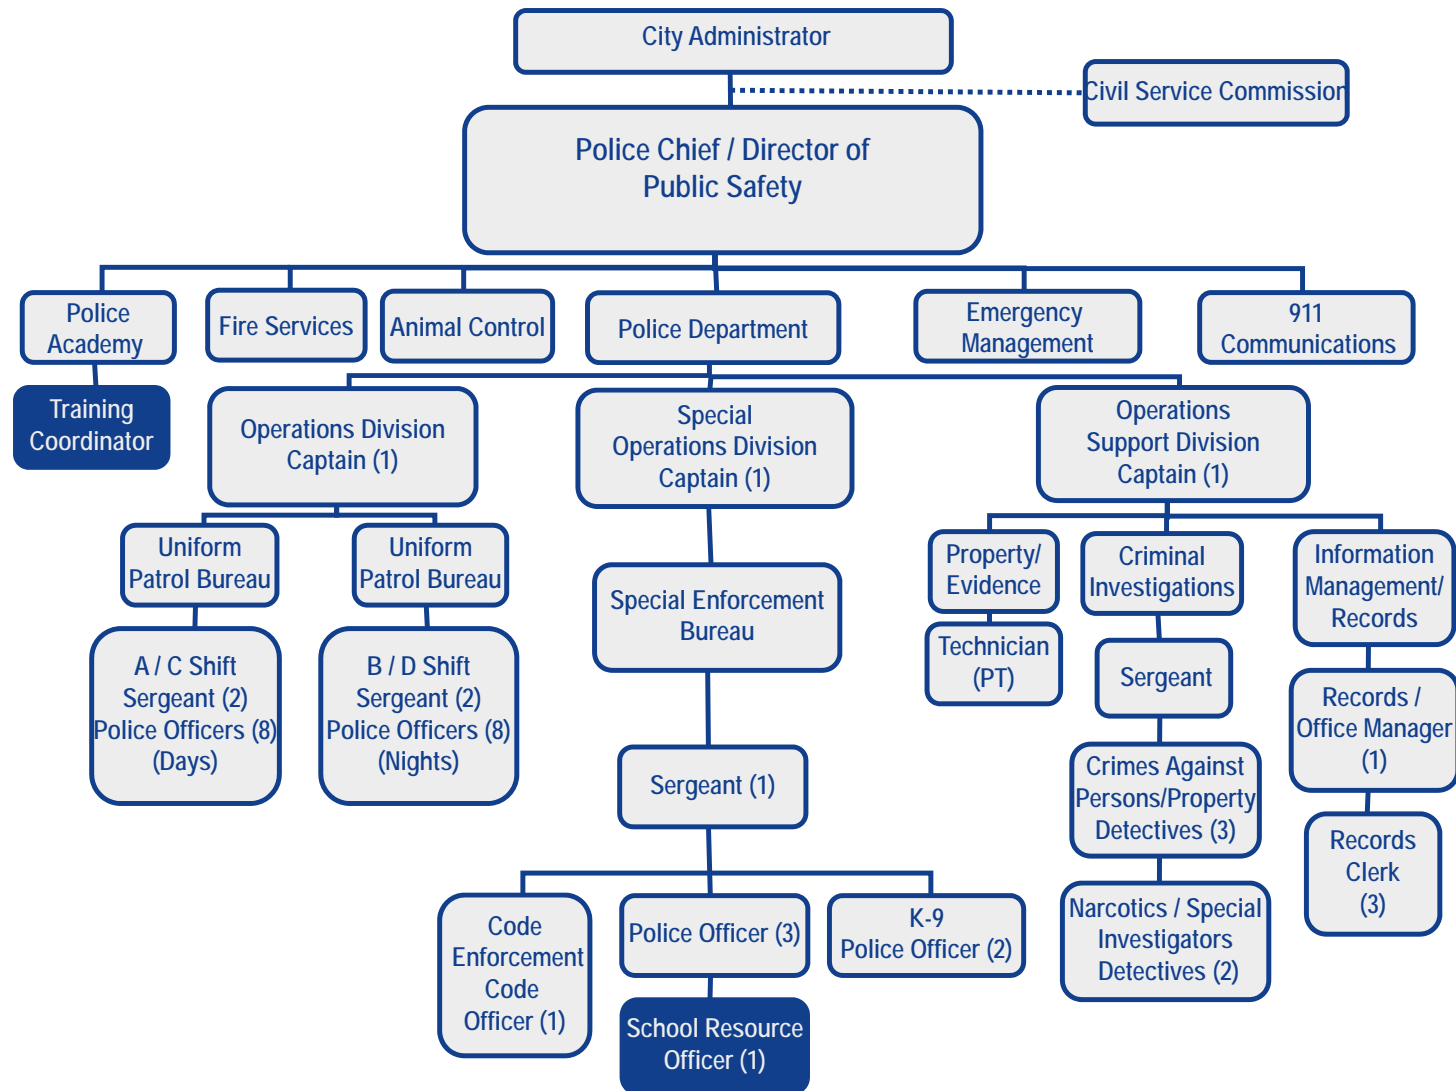 City Administrator
Civil Service Commission
Police Chief / Director of
Public Safety
Police
Academy
Fire Services
Animal Control
Police Department
Emergency
Management
911
Communications
Training
Coordinator
Operations Division
Captain (1)
Special
Operations Division
Captain (1)
Operations
Support Division
Captain (1)
Uniform
Patrol Bureau
Uniform
Patrol Bureau
Special Enforcement
Bureau
Property/
Evidence
Criminal
Investigations
Information
Management/
Records
A / C Shift
Sergeant (2)
Police Officers (8)
(Days)
B / D Shift
Sergeant (2)
Police Officers (8)
(Nights)
Technician
(PT)
Sergeant
Records /
Office Manager
(1)
Sergeant (1)
Crimes Against
Persons/Property
Detectives (3)
Records
Clerk
(3)
Code
Enforcement
Code
Officer (1)
Police Officer (3)
K-9
Police Officer (2)
Narcotics / Special
Investigators
Detectives (2)
School Resource
Officer (1)